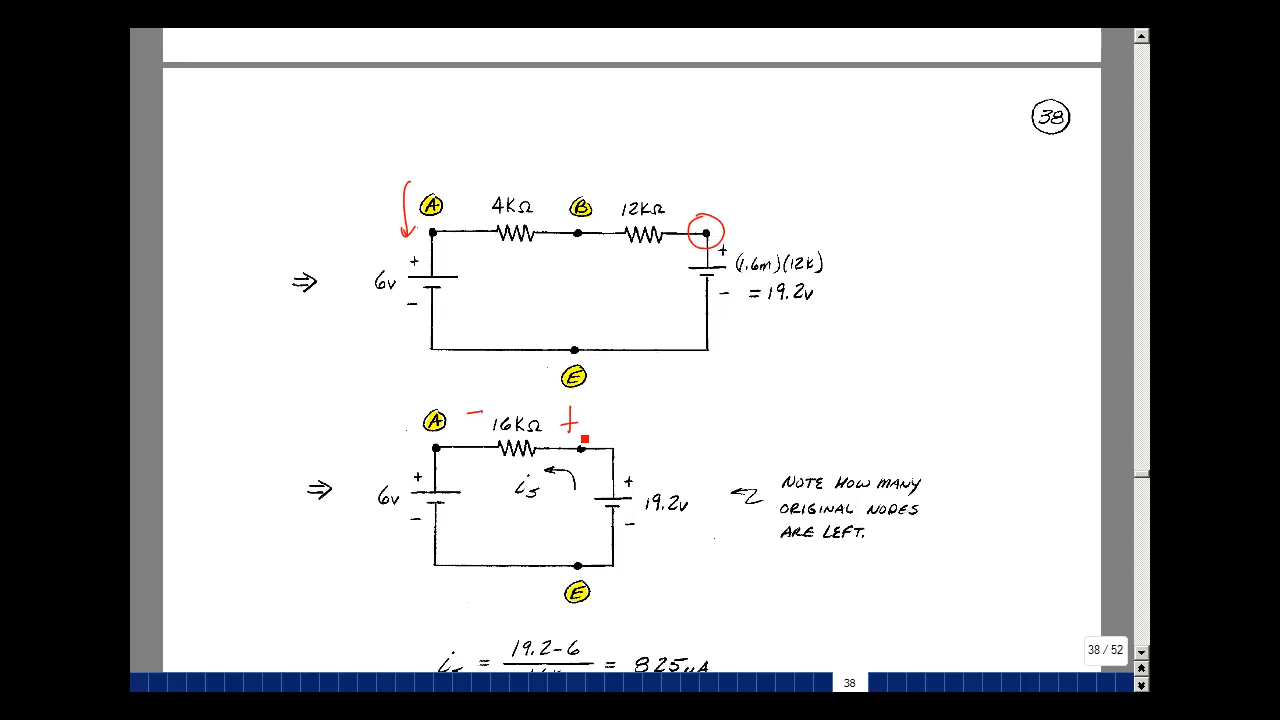 38
A 4KΩ B 12KΩ
+ + (1.6m)(12K)
⇒ 6v
- - = 19.2v
E
- +
A 16KΩ
+ + NOTE HOW MANY
⇒ 6v i5 19.2v ORIGINAL NODES
- - ARE LEFT.
E
19.2-6
= = 825μA
38 / 52
38